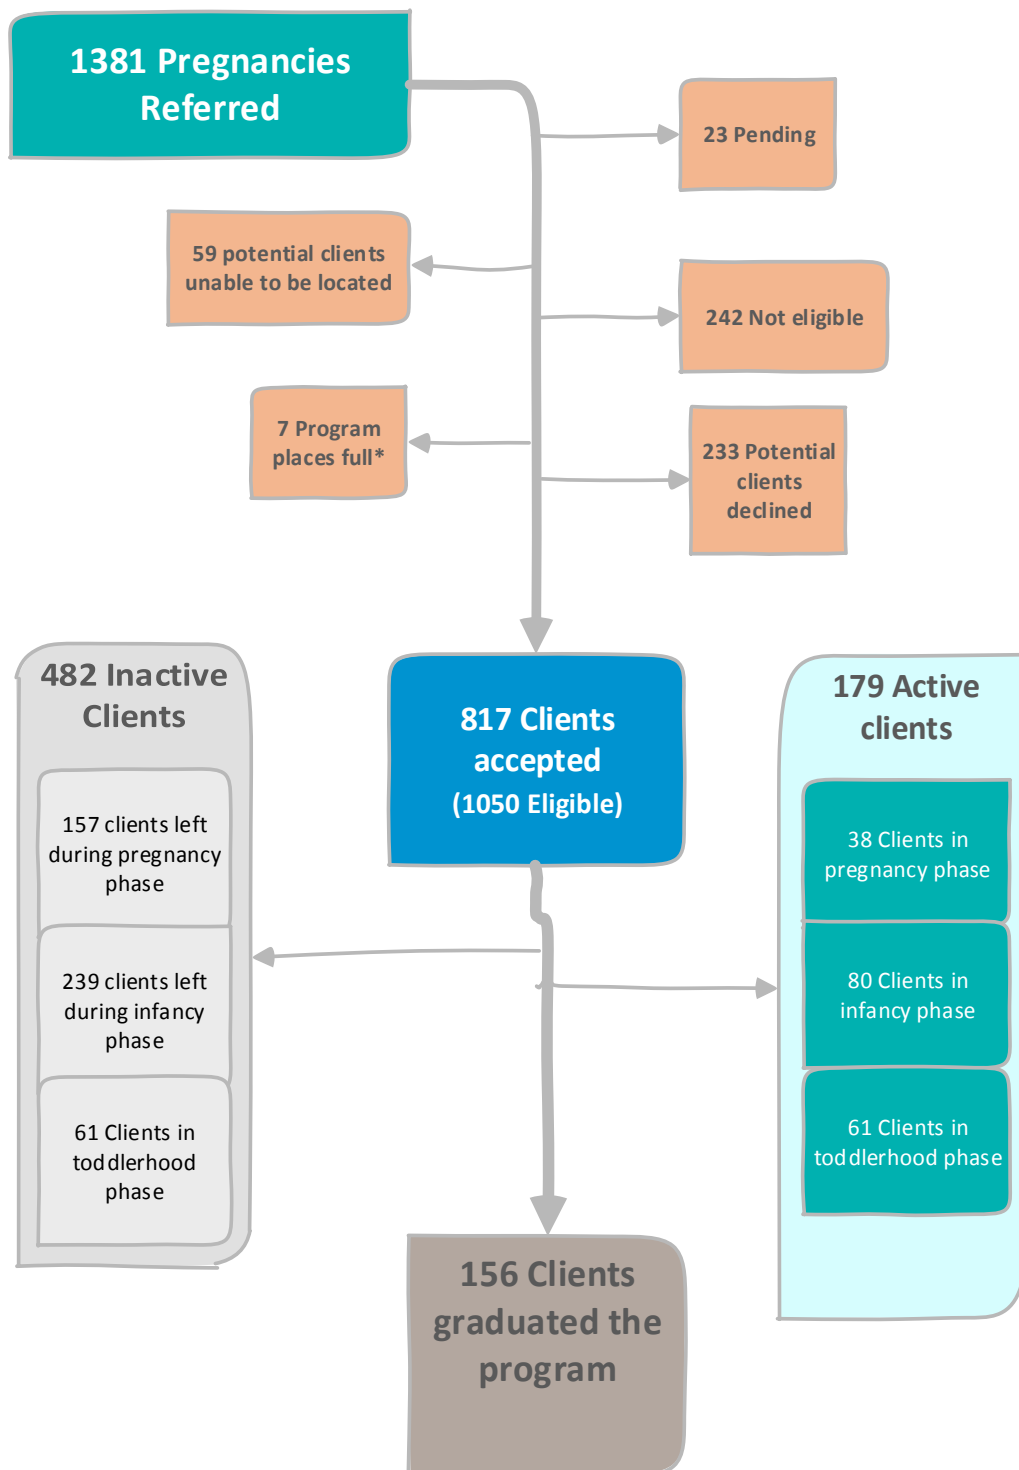 1381 Pregnancies
Referred
23 Pending
59 potential clients
unable to be located
242 Not eligible
7 Program
places full*
233 Potential
clients
declined
482 Inactive
Clients
157 clients left
during pregnancy
phase
239 clients left
during infancy
phase
61 Clients in
toddlerhood
phase
817 Clients
accepted
(1050 Eligible)
179 Active
clients
38 Clients in
pregnancy phase
80 Clients in
infancy phase
61 Clients in
toddlerhood phase
156 Clients
graduated the
program